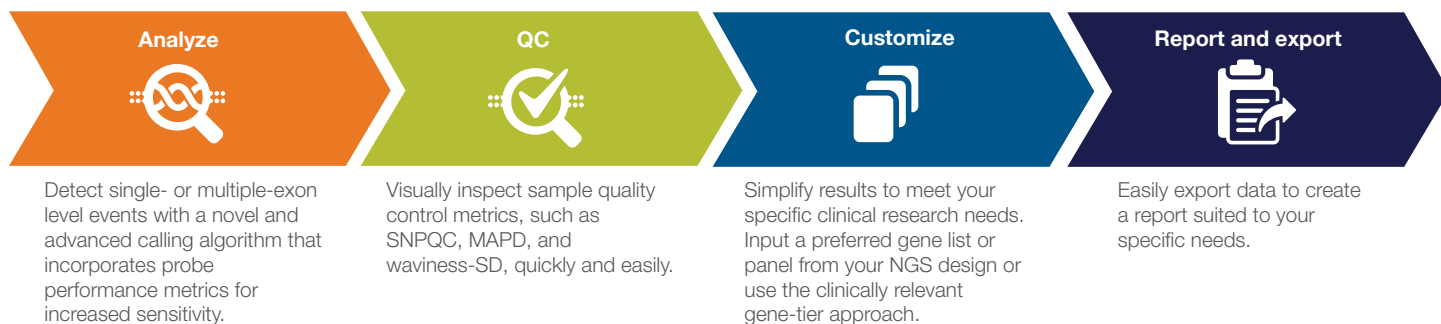 Analyze
Detect single- or multiple-exon
level events with a novel and
advanced calling algorithm that
incorporates probe
performance metrics for
increased sensitivity.
QC
Visually inspect sample quality
control metrics, such as
SNPQC, MAPD, and
waviness-SD, quickly and easily.
Customize
Simplify results to meet your
specific clinical research needs.
Input a preferred gene list or
panel from your NGS design or
use the clinically relevant
gene-tier approach.
Report and export
Easily export data to create
a report suited to your
specific needs.